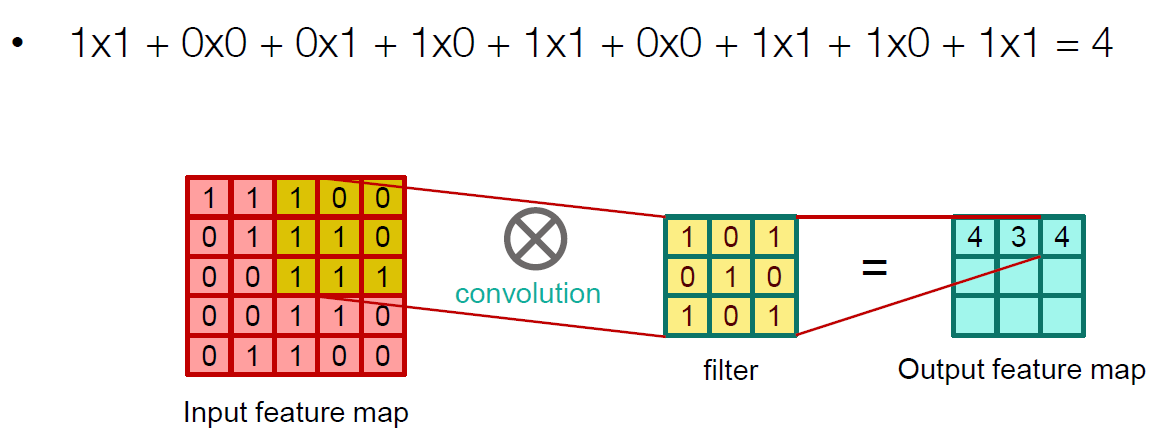 • 1x1 + 0x0 + 0x1 + 1x0 + 1x1 + 0x0 + 1x1 + 1x0 + 1x1 = 4
1 1 1 0 0
0 1 1 1 0
0 0 1 1 1
0 0 1 1 0
0 1 1 0 0
Input feature map
convolution
1 0 1
0 1 0
1 0 1
filter
=
4 3 4
Output feature map